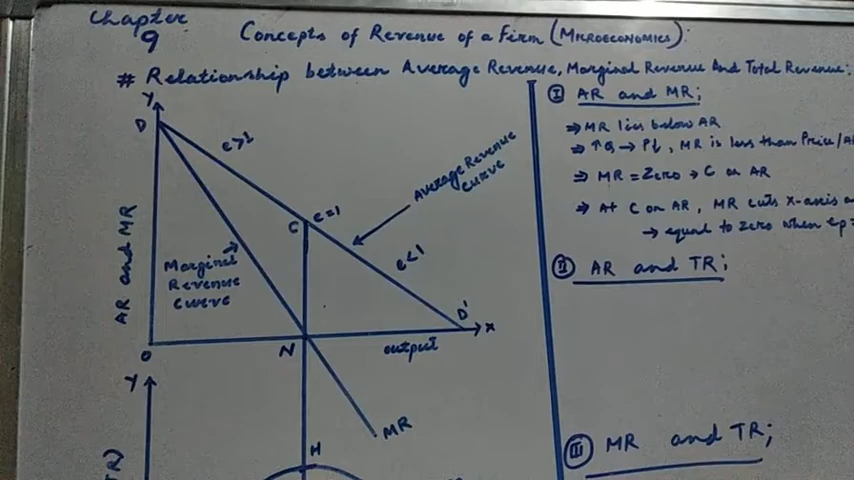 Chapter
9
Concepts of Revenue of a Firm (MICROECONOMICS):
# Relationship between Average Revenue, Marginal Revenue And Total Revenue:
Y
D
e>1
Average Revenue
curve
C
e=1
e<1
AR and MR
Marginal
Revenue
curve
D'
X
O
N
output
MR
Y
H
TR)
I AR and MR;
⇒ MR lies below AR
⇒ ↑Q → P↓, MR is less than Price/A
⇒ MR = Zero → C on AR
⇒ At C on AR, MR cuts X-axis
→ equal to zero when ep=
II AR and TR;
III MR and TR;